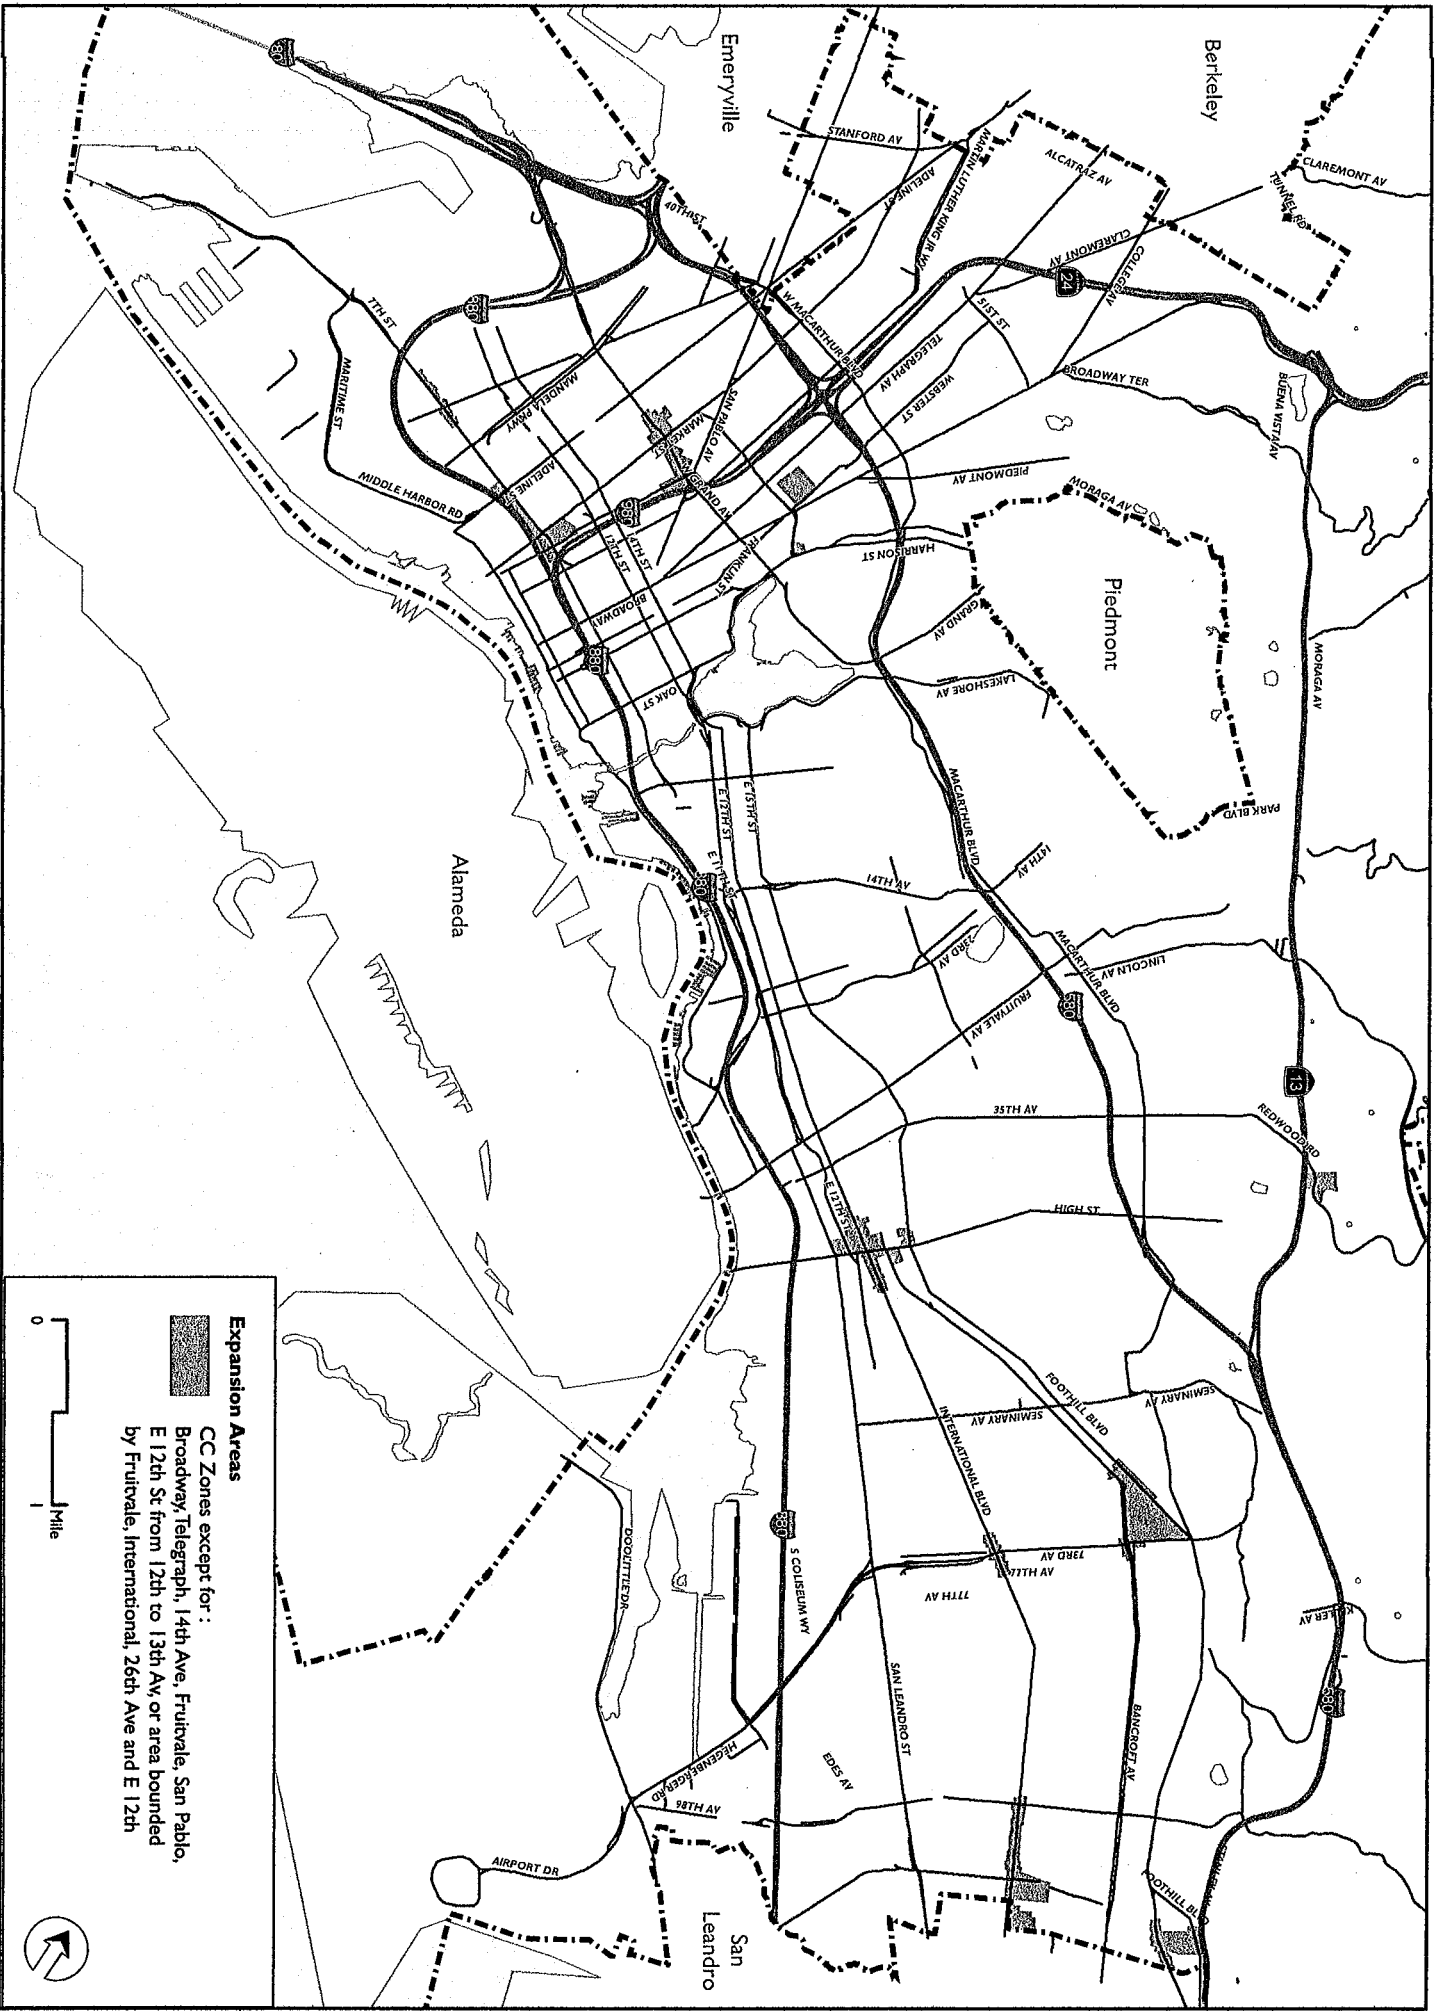 Berkeley
Emeryville
Piedmont
Alameda
San
Leandro
CLAREMONT AV
TUNNEL RD
ALCATRAZ AV
STANFORD AV
MARTIN LUTHER KING JR WY
ADELINE ST
CLAREMONT AV
COLLEGE AV
24
80
40TH ST
51ST ST
W MACARTHUR BLVD
TELEGRAPH AV
WEBSTER ST
BROADWAY TER
BUENA VISTA AV
880
7TH ST
MARITIME ST
MANDELA PKWY
SAN PABLO AV
MARKET ST
ADELINE ST
MIDDLE HARBOR RD
W GRAND AV
980
PIEDMONT AV
MORAGA AV
14TH ST
12TH ST
FRANKLIN ST
HARRISON ST
BROADWAY
GRAND AV
880
OAK ST
LAKESHORE AV
MORAGA AV
PARK BLVD
E 15TH ST
E 12TH ST
E 11TH ST
880
MACARTHUR BLVD
14TH AV
14TH AV
23RD AV
MACARTHUR BLVD
LINCOLN AV
FRUITVALE AV
580
13
35TH AV
REDWOOD RD
E 12TH ST
HIGH ST
SEMINARY AV
SEMINARY AV
FOOTHILL BLVD
INTERNATIONAL BLVD
880
S COLISEUM WY
73RD AV
77TH AV
77TH AV
DOOLITTLE DR
SAN LEANDRO ST
BANCROFT AV
580
HEGENBERGER RD
EDES AV
98TH AV
AIRPORT DR
FOOTHILL BLVD
Expansion Areas
CC Zones except for :
Broadway, Telegraph, 14th Ave, Fruitvale, San Pablo,
E 12th St from 12th to 13th Av, or area bounded
by Fruitvale, International, 26th Ave and E 12th
0
1
Mile